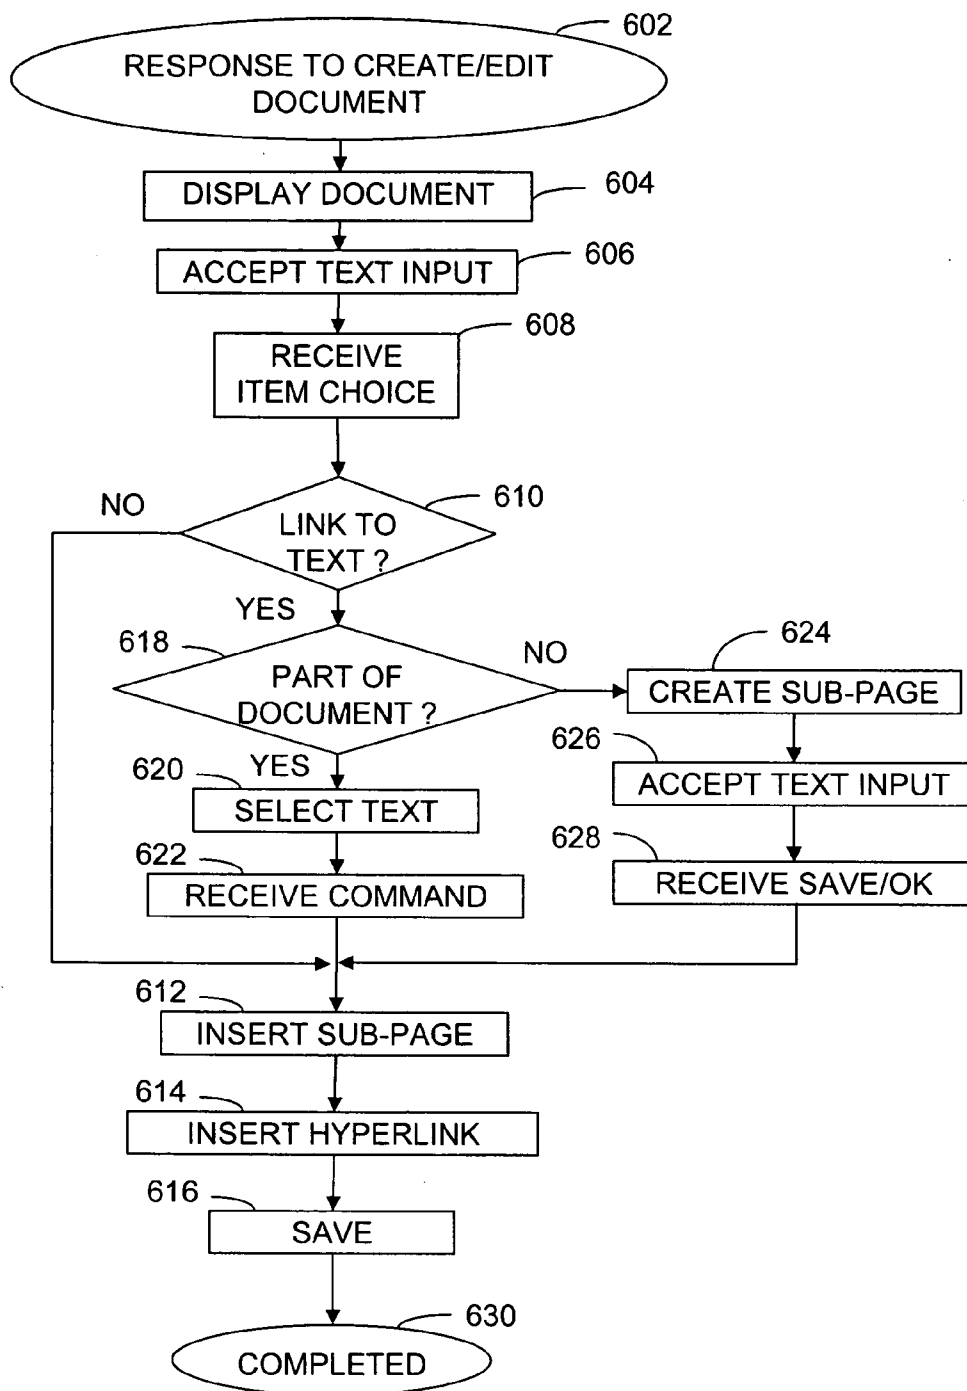 602
RESPONSE TO CREATE/EDIT
DOCUMENT
DISPLAY DOCUMENT
604
ACCEPT TEXT INPUT
606
608
RECEIVE
ITEM CHOICE
NO
610
LINK TO
TEXT ?
YES
618
NO
624
PART OF
DOCUMENT ?
CREATE SUB-PAGE
YES
626
620
ACCEPT TEXT INPUT
SELECT TEXT
628
622
RECEIVE SAVE/OK
RECEIVE COMMAND
612
INSERT SUB-PAGE
614
INSERT HYPERLINK
616
SAVE
630
COMPLETED